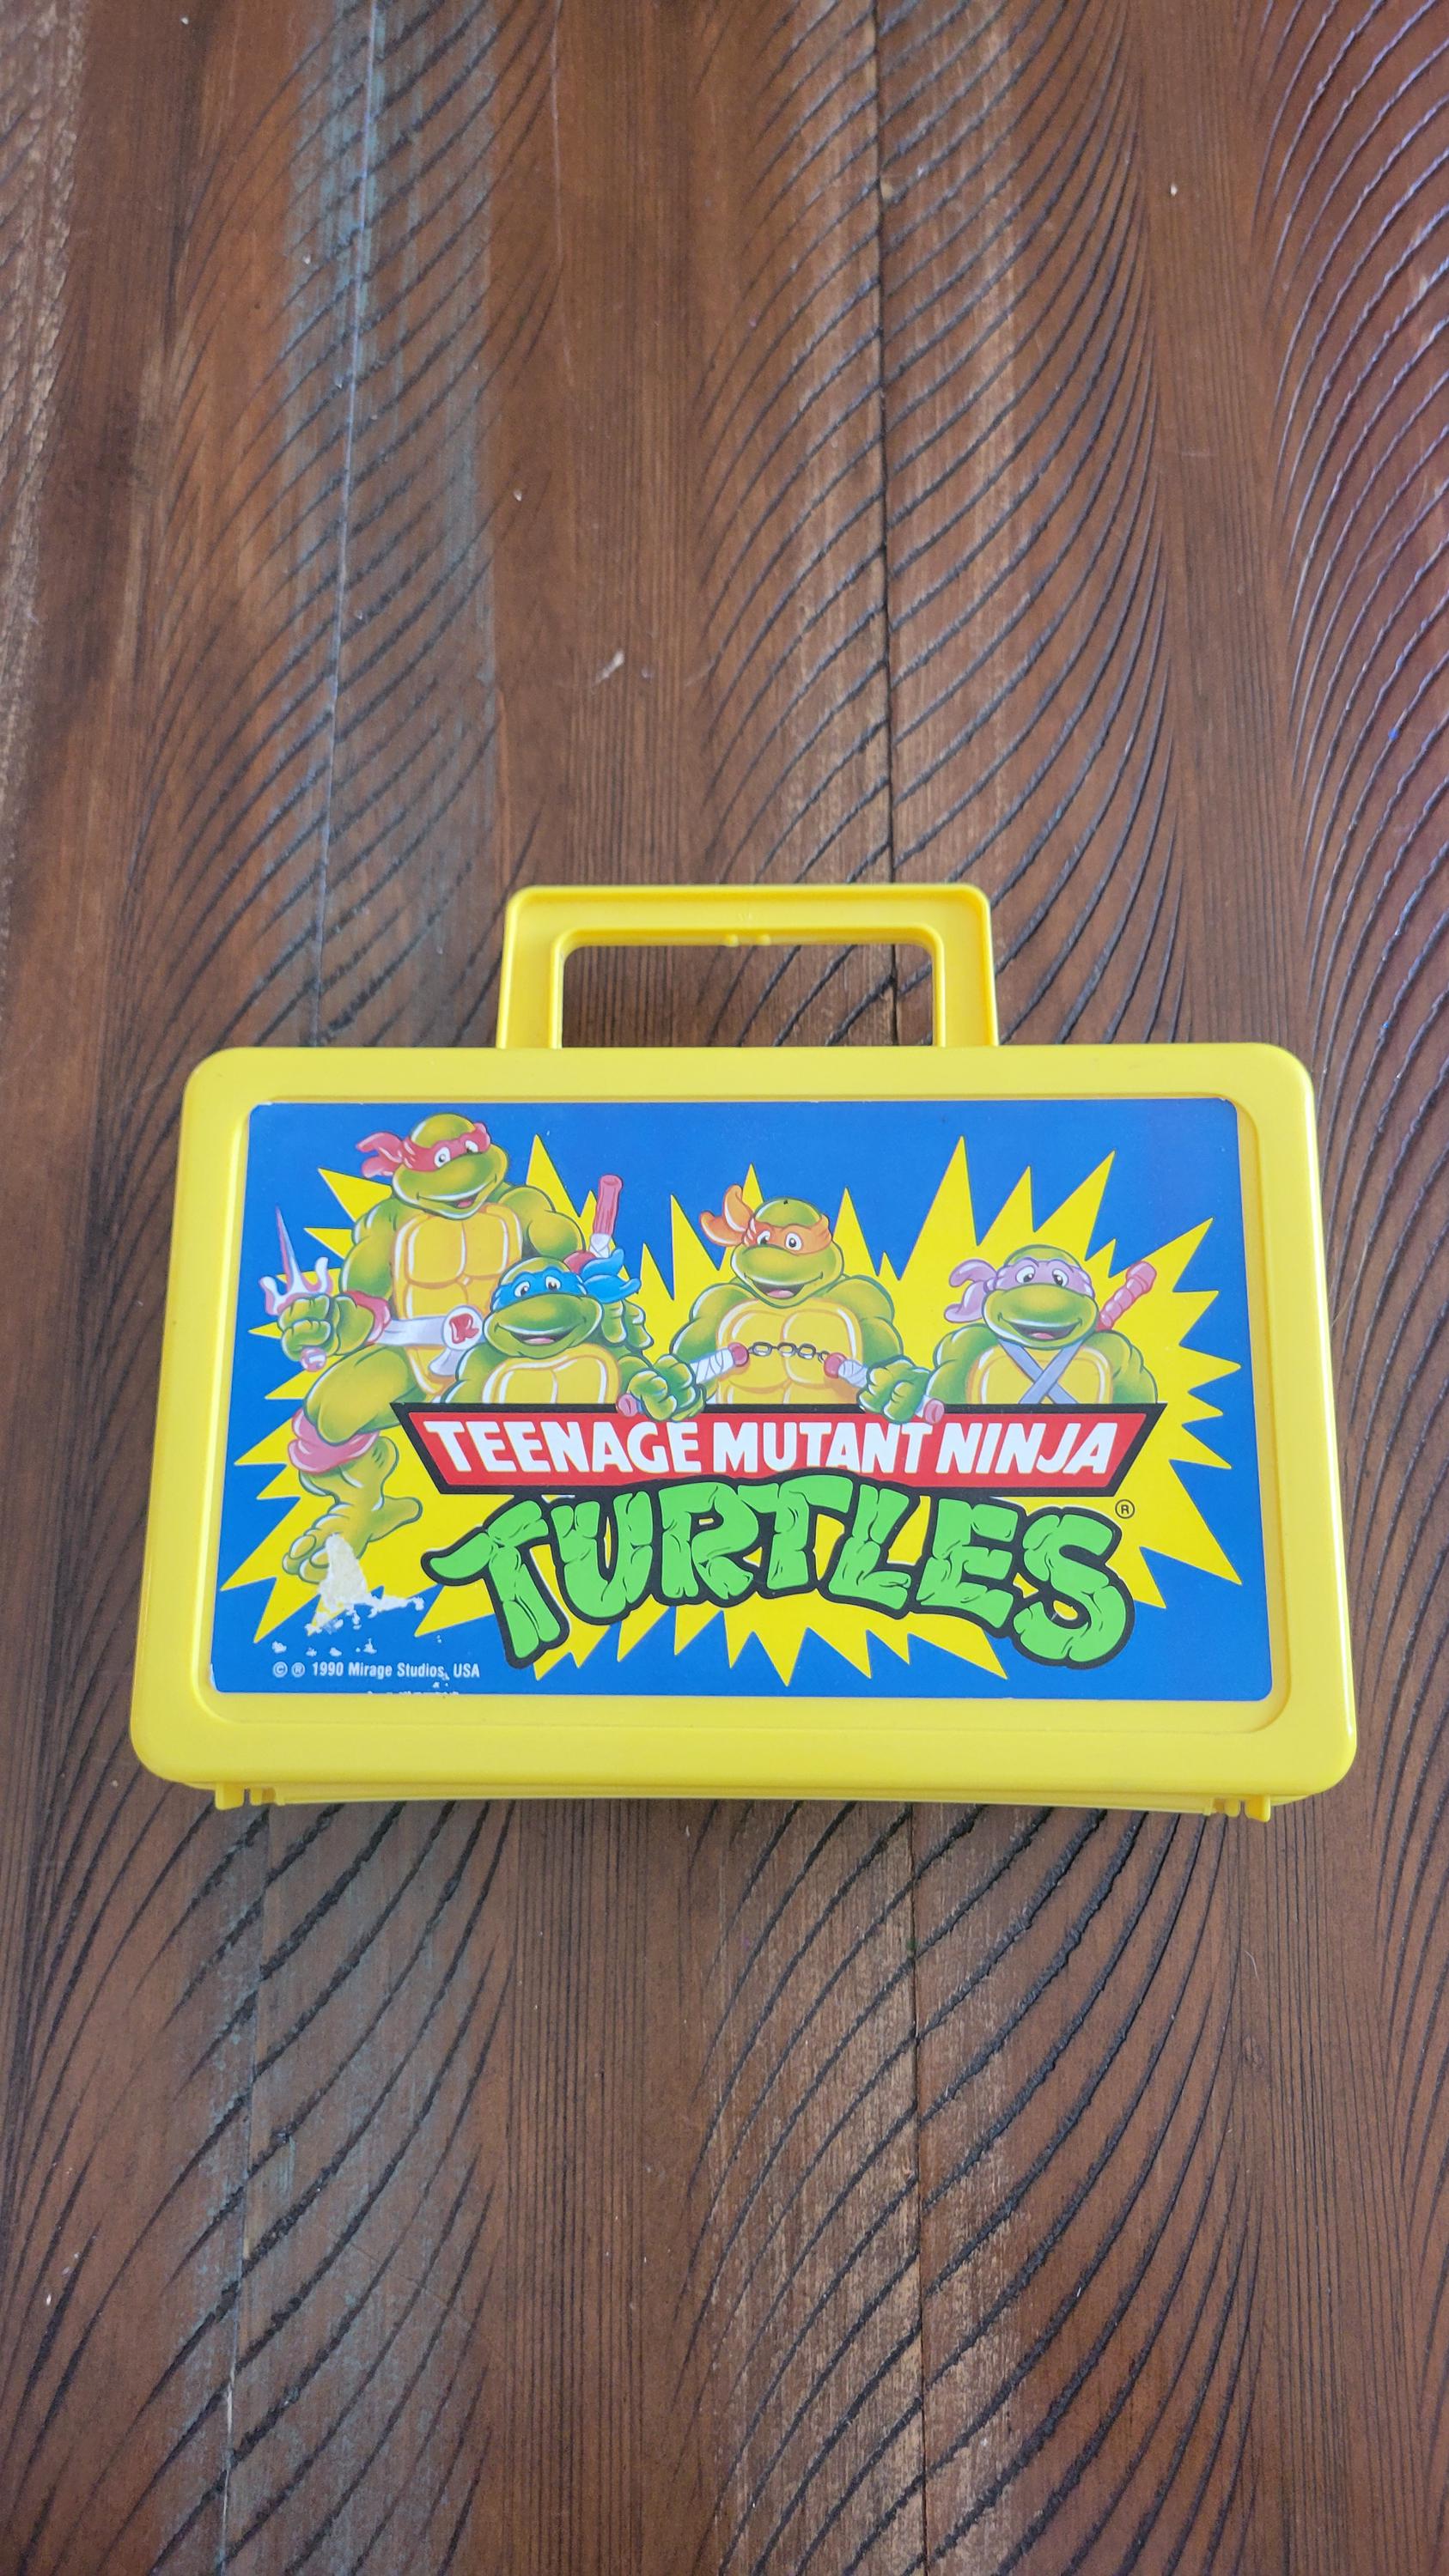 R
TEENAGE MUTANT NINJA
TURTLES®
© ® 1990 Mirage Studios, USA